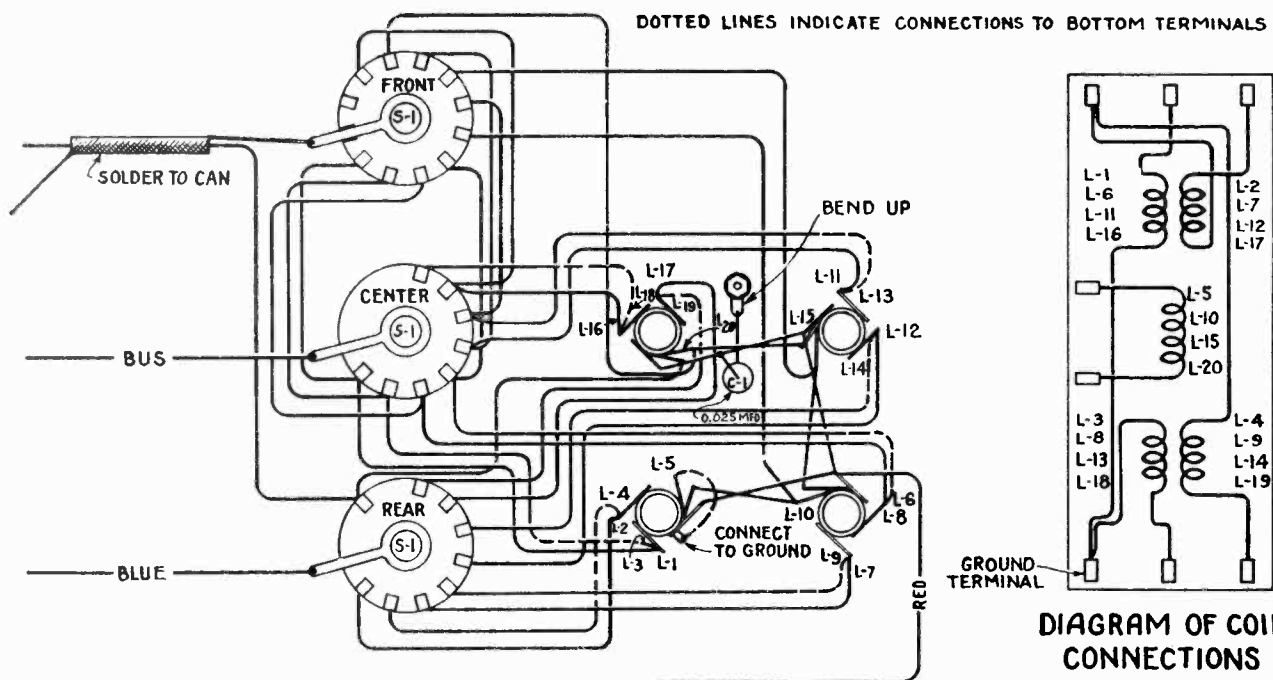 DOTTED LINES INDICATE CONNECTIONS TO BOTTOM TERMINALS
FRONT
S-1
SOLDER TO CAN
BEND UP
CENTER
S-1
BUS
L-17
L-18
L-19
L-16
L-20
L-11
L-13
L-15
L-12
L-14
C-1
0.025 MFD
REAR
S-1
BLUE
L-4
L-5
L-2
L-3
L-1
CONNECT
TO GROUND
L-10
L-6
L-8
L-9
L-7
RED
L-1
L-6
L-11
L-16
L-2
L-7
L-12
L-17
L-5
L-10
L-15
L-20
L-3
L-8
L-13
L-18
L-4
L-9
L-14
L-19
GROUND
TERMINAL
DIAGRAM OF COI
CONNECTIONS